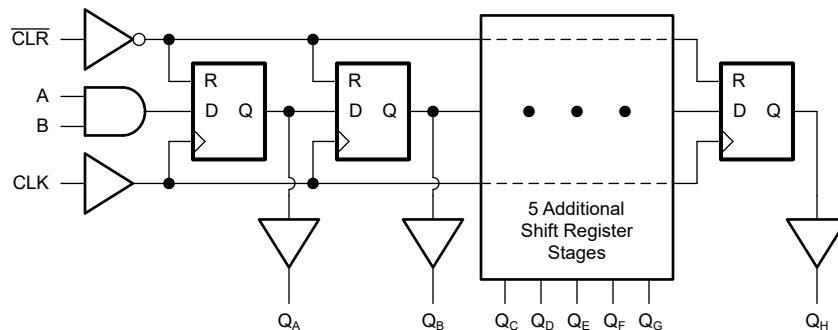 CLR
R
R
R
A
D Q
D Q
D Q
B
CLK
5 Additional
Shift Register
Stages
QA QB QC QD QE QF QG QH